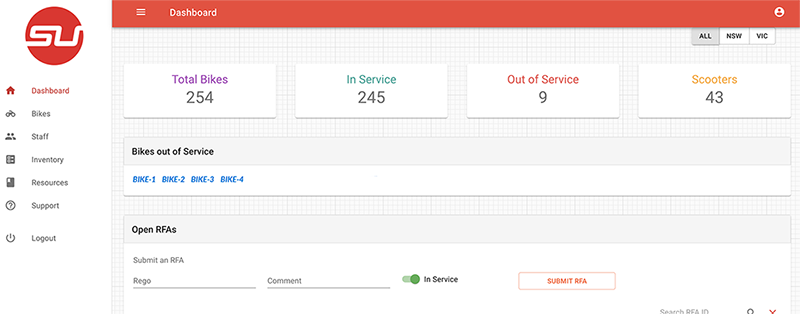 SU
Dashboard
ALL NSW VIC
Dashboard
Bikes
Staff
Inventory
Resources
Support
Logout
Total Bikes
254
In Service
245
Out of Service
9
Scooters
43
Bikes out of Service
BIKE-1 BIKE-2 BIKE-3 BIKE-4
Open RFAs
Submit an RFA
Rego
Comment
In Service
SUBMIT RFA
Search RFA ID